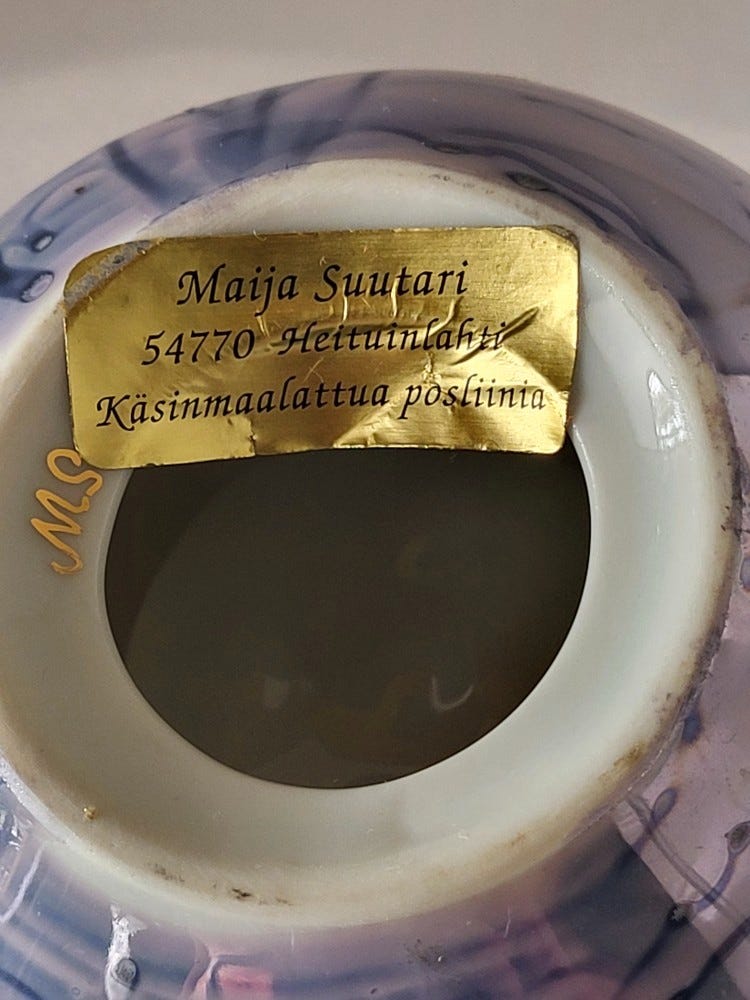 Maija Suutari
54770 Heituinlahti
Käsinmaalattua posliinia
MS